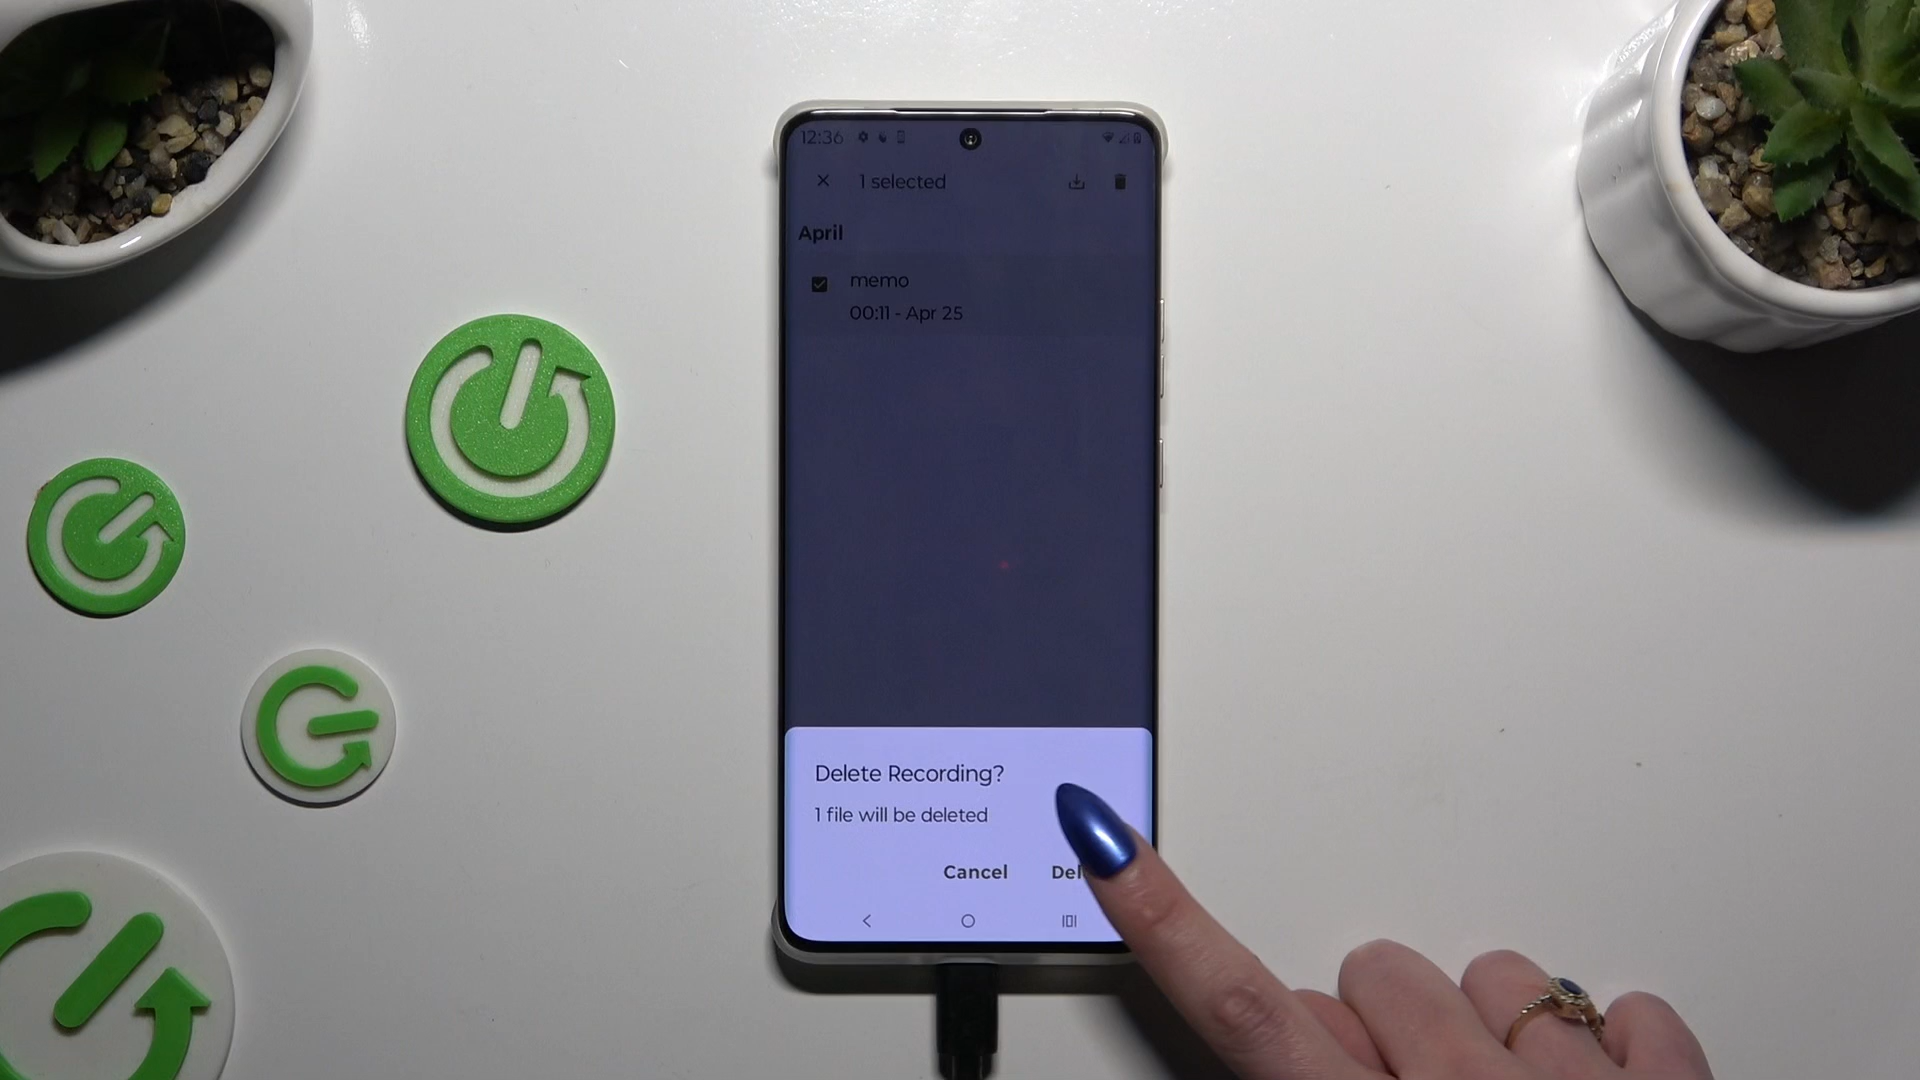 12:36
1 selected
April
memo
00:11 - Apr 25
Delete Recording?
1 file will be deleted
Cancel